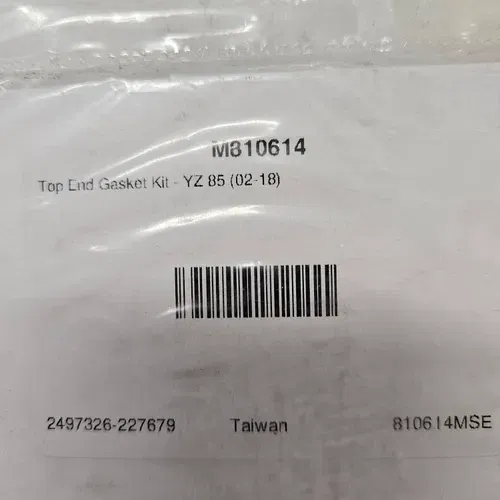 M810614
Top End Gasket Kit - YZ 85 (02-18)
2497326-227679 Taiwan 810614MSE